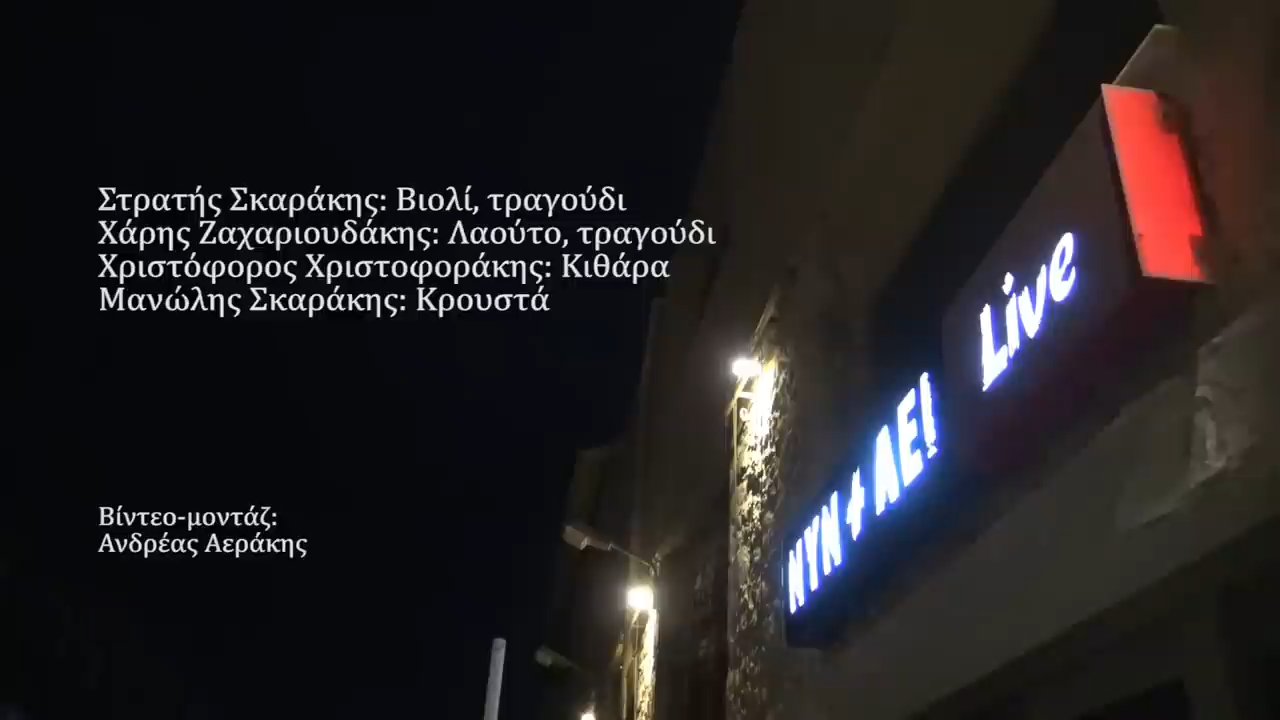 Στρατής Σκαράκης: Βιολί, τραγούδι
Χάρης Ζαχαριουδάκης: Λαούτο, τραγούδι
Χριστόφορος Χριστοφοράκης: Κιθάρα
Μανώλης Σκαράκης: Κρουστά
Live
ΝΥΝ + ΑΕΙ
Βίντεο-μοντάζ:
Ανδρέας Αεράκης